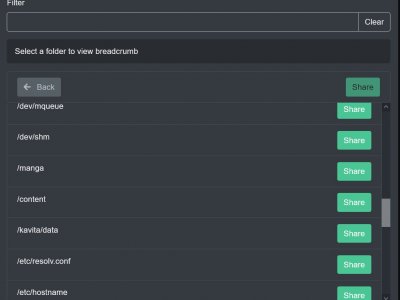 Filter
Clear
Select a folder to view breadcrumb
Back Share
/dev/mqueue Share
/dev/shm Share
/manga Share
/content Share
/kavita/data Share
/etc/resolv.conf Share
/etc/hostname Share